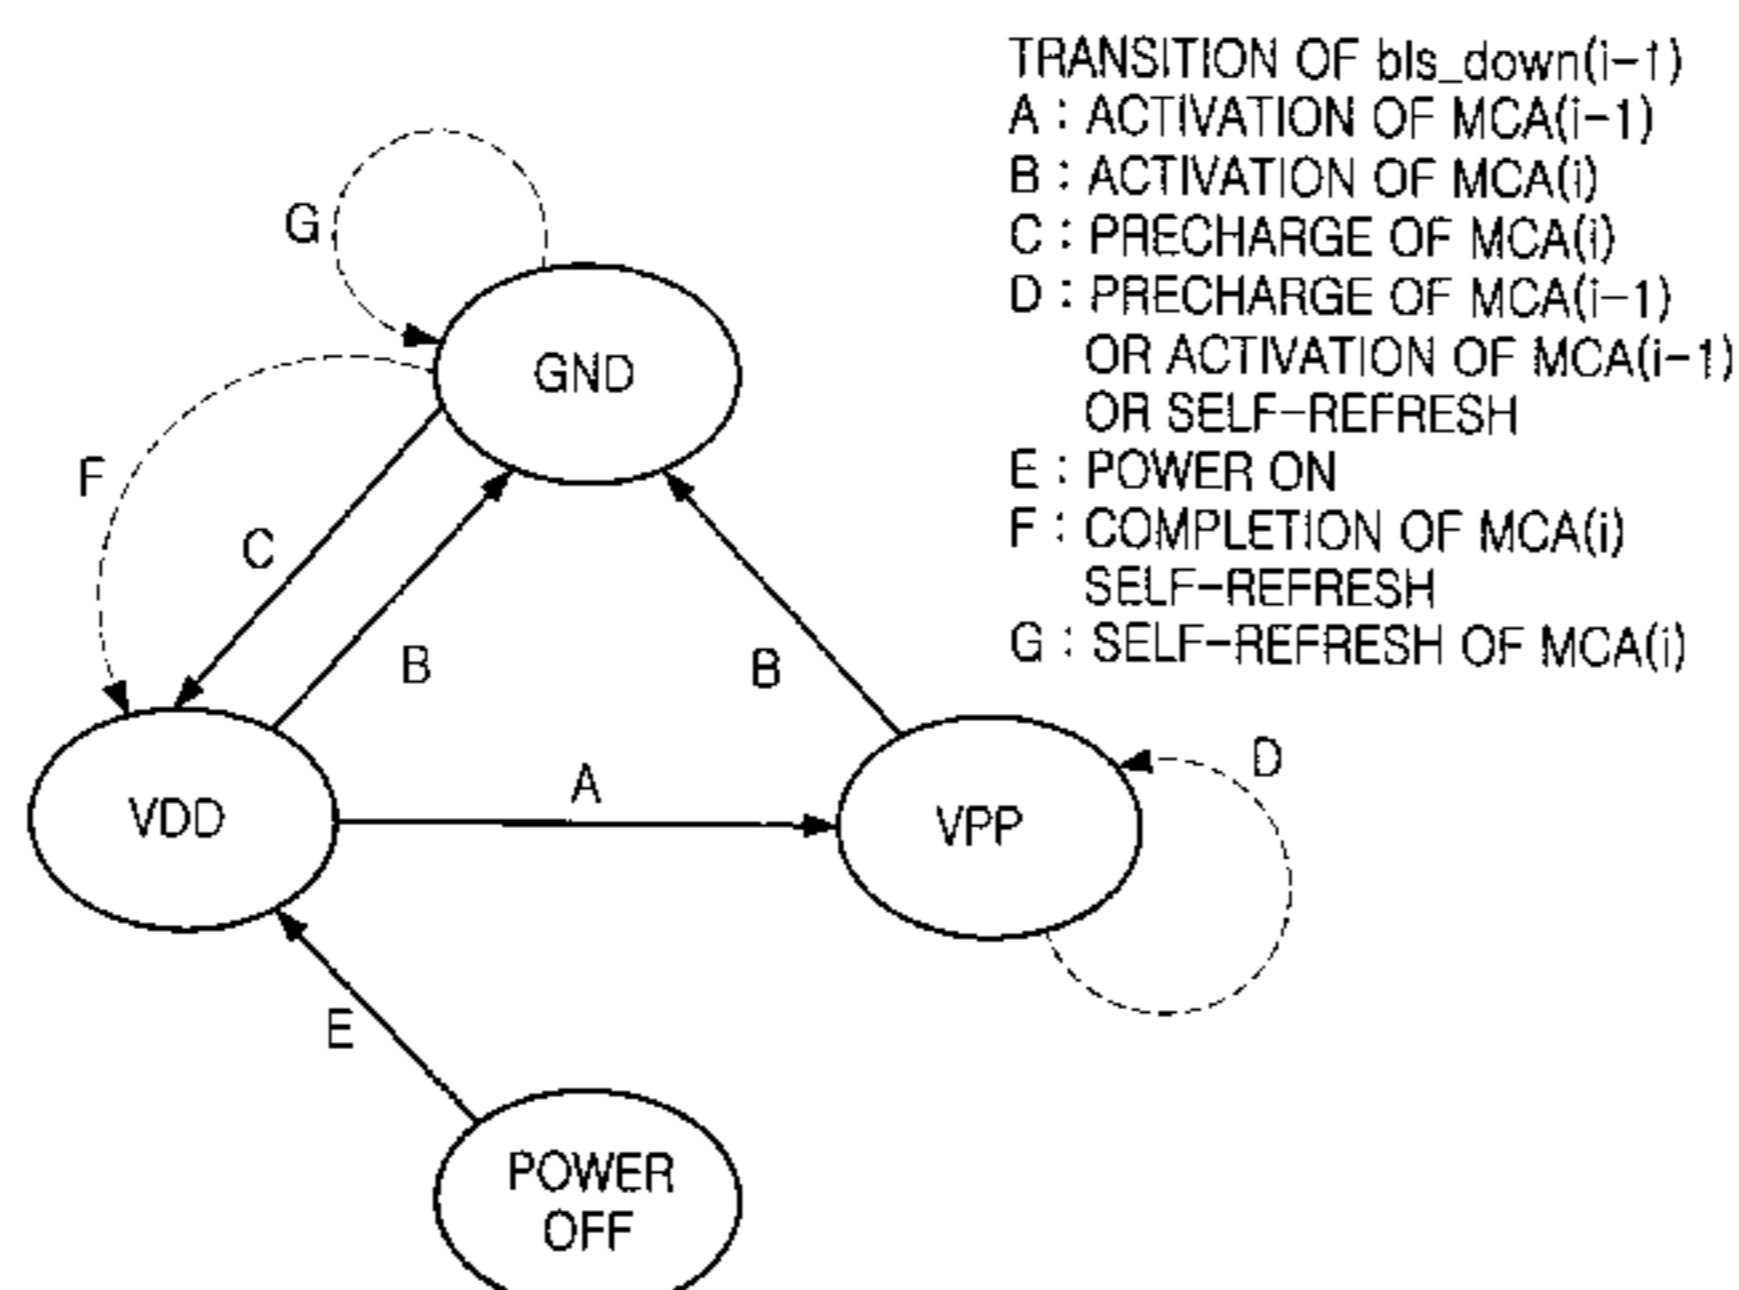 TRANSITION OF bls_down(i-1)
A : ACTIVATION OF MCA(i-1)
B : ACTIVATION OF MCA(i)
C : PRECHARGE OF MCA(i)
D : PRECHARGE OF MCA(i-1)
OR ACTIVATION OF MCA(i-1)
OR SELF-REFRESH
E : POWER ON
F : COMPLETION OF MCA(i)
SELF-REFRESH
G : SELF-REFRESH OF MCA(i)
G
GND
F
C
B
B
VDD
A
VPP
D
E
POWER
OFF